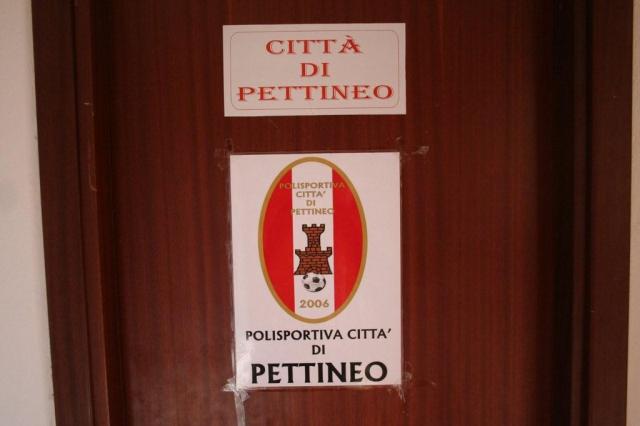 CITTÀ
DI
PETTINEO
POLISPORTIVA
CITTA'
DI
PETTINEO
2006
POLISPORTIVA CITTA'
DI
PETTINEO